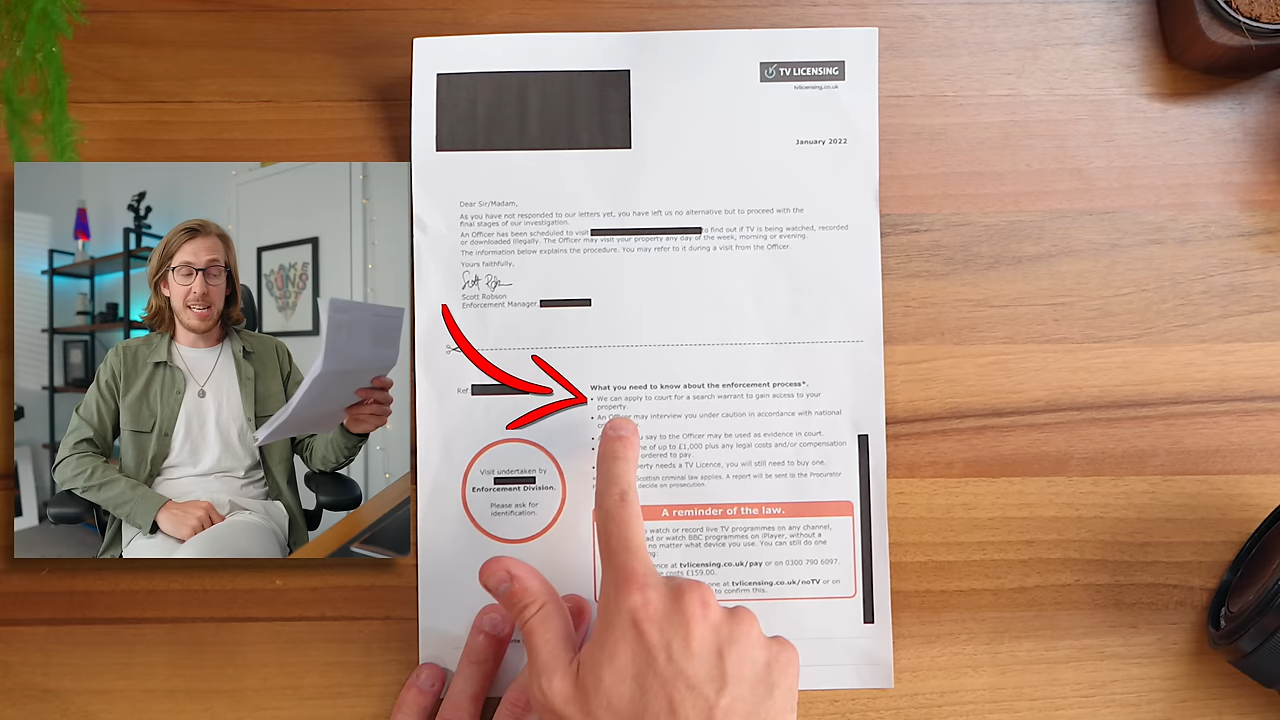 TV LICENSING
tvlicensing.co.uk
January 2022
Dear Sir/Madam,
As you have not responded to our letters yet, you have left us no alternative but to proceed with the
final stages of our investigation.
An Officer has been scheduled to visit to find out if TV is being watched, recorded
or downloaded illegally. The Officer may visit your property any day of the week, morning or evening.
The information below explains the procedure. You may refer to it during a visit from the Officer.
Yours faithfully,
Scott Robson
Enforcement Manager,
Ref
What you need to know about the enforcement process*.
• We can apply to court for a search warrant to gain access to your
property.
• An Officer may interview you under caution in accordance with national
say to the Officer may be used as evidence in court.
of up to £1,000 plus any legal costs and/or compensation
ordered to pay.
needs a TV Licence, you will still need to buy one.
criminal law applies. A report will be sent to the Procurator
decide on prosecution.
Visit undertaken by
Enforcement Division.
Please ask for
identification.
A reminder of the law.
watch or record live TV programmes on any channel,
or watch BBC programmes on iPlayer, without a
no matter what device you use. You can still do one
at tvlicensing.co.uk/pay or on 0300 790 6097.
costs £159.00.
at tvlicensing.co.uk/noTV or on
to confirm this.
MAKE
GUNS